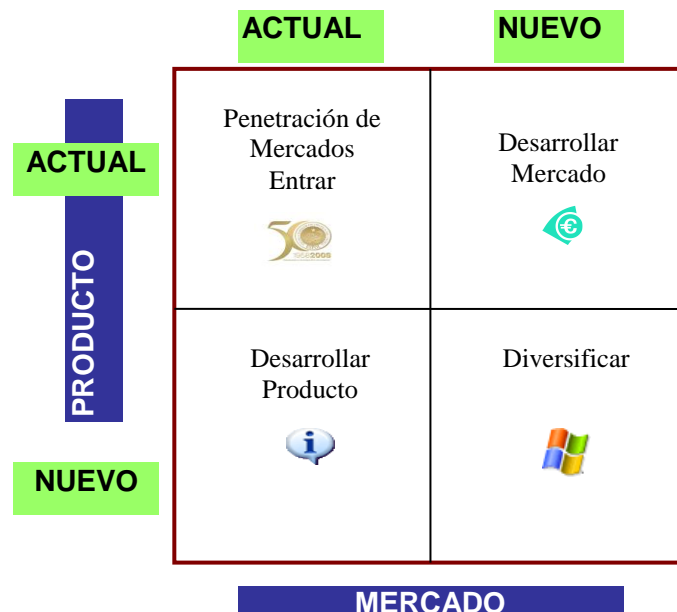 ACTUAL
NUEVO
Penetración de
Mercados
Entrar
Desarrollar
Mercado
ACTUAL
PRODUCTO
Desarrollar
Producto
Diversificar
NUEVO
MERCADO